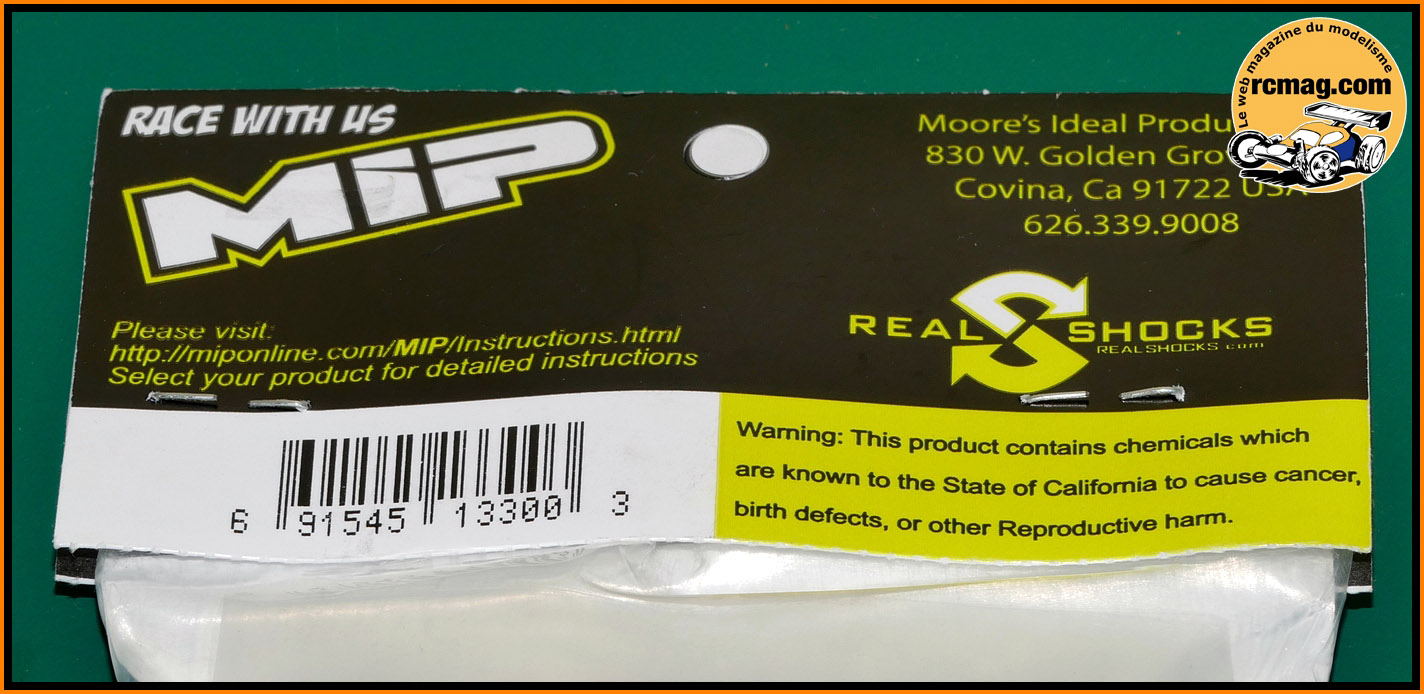 Le web magazine du modelisme
rcmag.com
RACE WITH US
MiP
Moore's Ideal
830 W. Golden
Covina, Ca 91722 USA
626.339.9008
REAL SHOCKS
REALSHOCKS.com
Please visit:
http://miponline.com/MIP/Instructions.html
Select your product for detailed instructions
6 91545 13300 3
Warning: This product contains chemicals which
are known to the State of California to cause cancer,
birth defects, or other Reproductive harm.